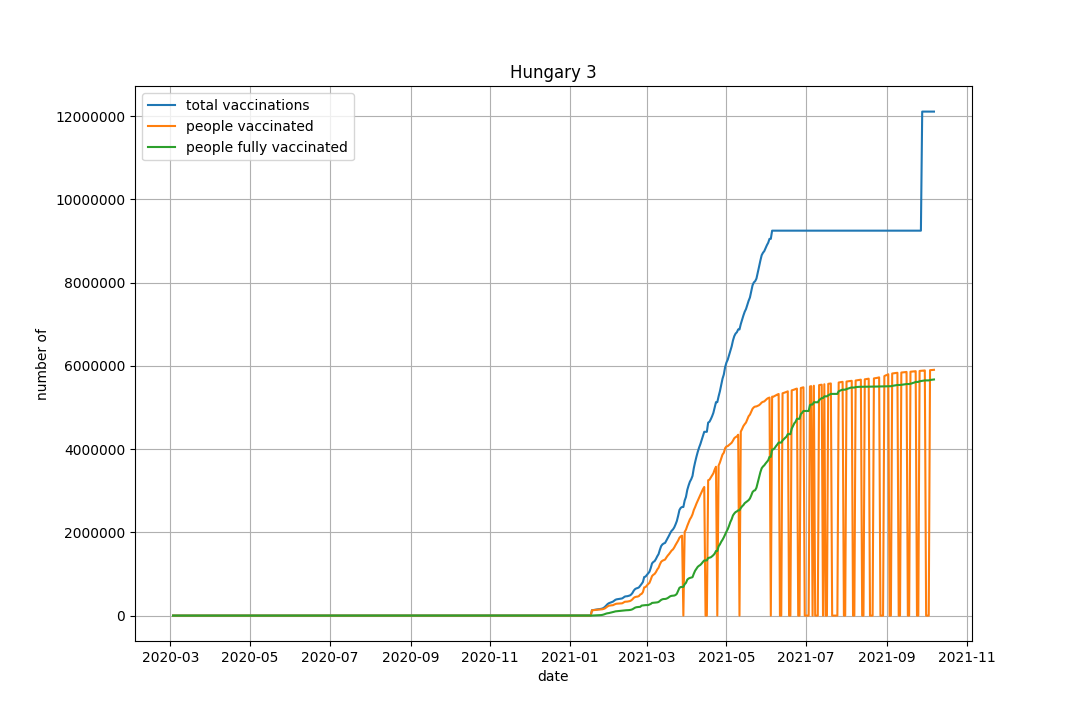 Hungary 3
total vaccinations
people vaccinated
people fully vaccinated
12000000
10000000
8000000
6000000
4000000
2000000
0
number of
2020-03 2020-05 2020-07 2020-09 2020-11 2021-01 2021-03 2021-05 2021-07 2021-09 2021-11
date